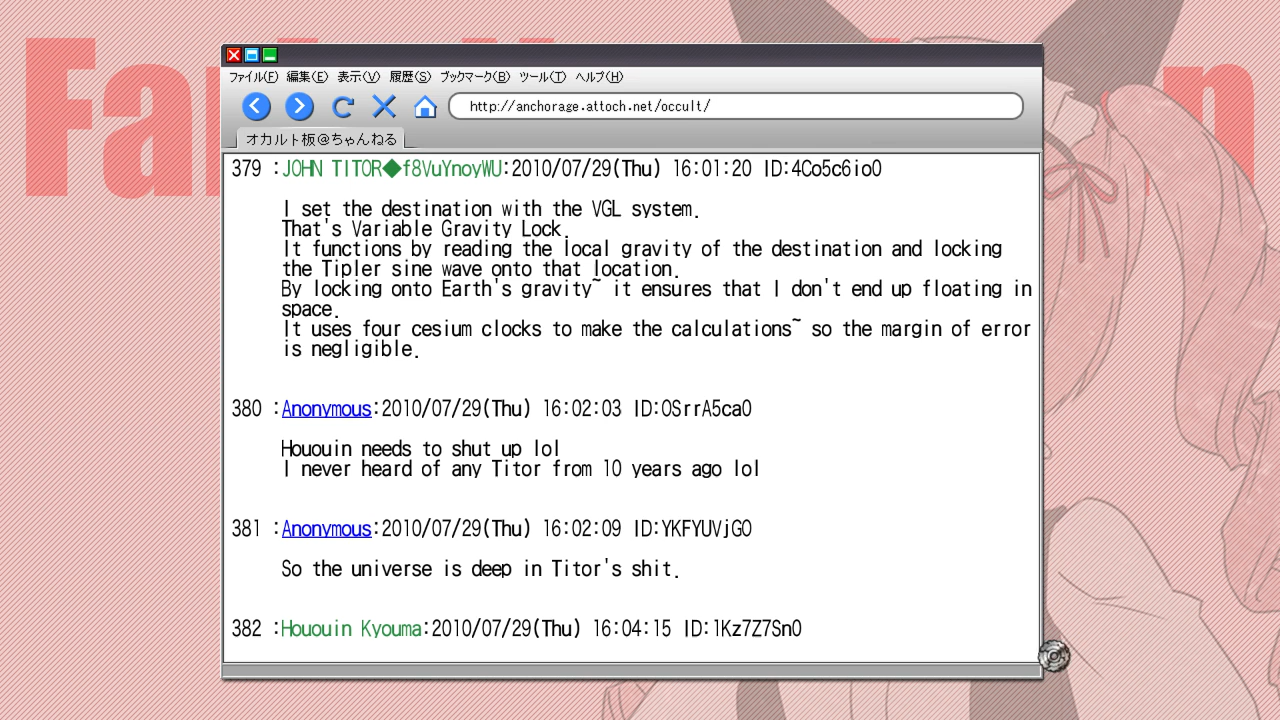 ファイル(F) 編集(E) 表示(V) 履歴(S) ブックマーク(B) ツール(T) ヘルプ(H)
http://anchorage.attoch.net/occult/
オカルト板@ちゃんねる
379 :JOHN TITOR◆f8VuYnoyWU:2010/07/29(Thu) 16:01:20 ID:4Co5c6io0
I set the destination with the VGL system.
That's Variable Gravity Lock.
It functions by reading the local gravity of the destination and locking
the Tipler sine wave onto that location.
By locking onto Earth's gravity~ it ensures that I don't end up floating in
space.
It uses four cesium clocks to make the calculations~ so the margin of error
is negligible.
380 :Anonymous:2010/07/29(Thu) 16:02:03 ID:OSrrA5ca0
Hououin needs to shut up lol
I never heard of any Titor from 10 years ago lol
381 :Anonymous:2010/07/29(Thu) 16:02:09 ID:YKFYUVjGO
So the universe is deep in Titor's shit.
382 :Hououin Kyouma:2010/07/29(Thu) 16:04:15 ID:1Kz7Z7Sn0